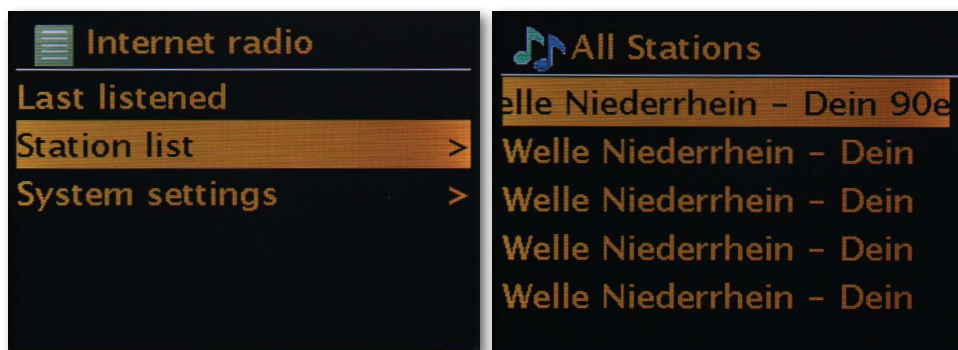 Internet radio
Last listened
Station list >
System settings >
All Stations
elle Niederrhein – Dein 90e
Welle Niederrhein – Dein
Welle Niederrhein – Dein
Welle Niederrhein – Dein
Welle Niederrhein – Dein